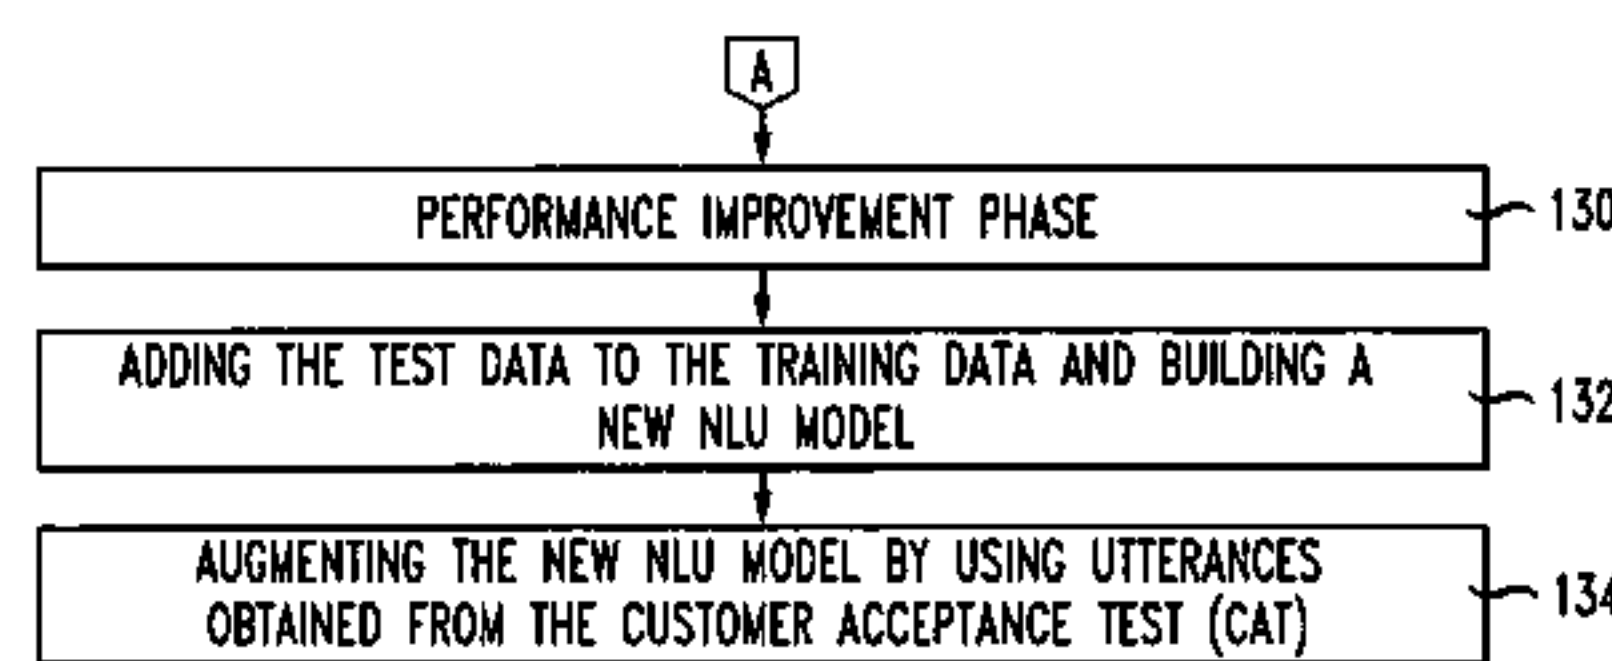 A
PERFORMANCE IMPROVEMENT PHASE
130
ADDING THE TEST DATA TO THE TRAINING DATA AND BUILDING A
NEW NLU MODEL
132
AUGMENTING THE NEW NLU MODEL BY USING UTTERANCES
OBTAINED FROM THE CUSTOMER ACCEPTANCE TEST (CAT)
134